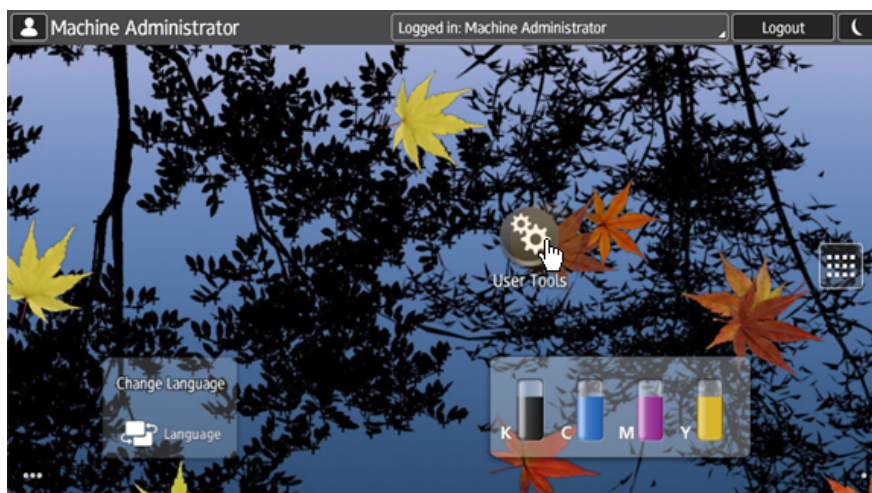 Machine Administrator
Logged in: Machine Administrator
Logout
User Tools
Change Language
Language
K C M Y